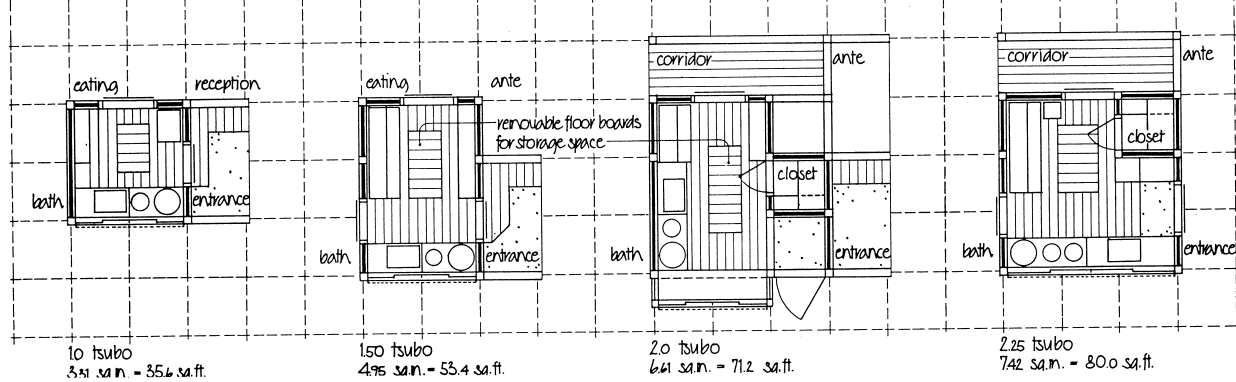 eating
reception
bath
entrance
1.0 tsubo
3.31 sq.m. = 35.6 sq.ft.
eating
ante
removable floor boards
for storage space
bath
entrance
1.50 tsubo
4.95 sq.m. = 53.4 sq.ft.
corridor
ante
closet
bath
entrance
2.0 tsubo
6.61 sq.m. = 71.2 sq.ft.
corridor
ante
closet
bath
entrance
2.25 tsubo
7.42 sq.m. = 80.0 sq.ft.